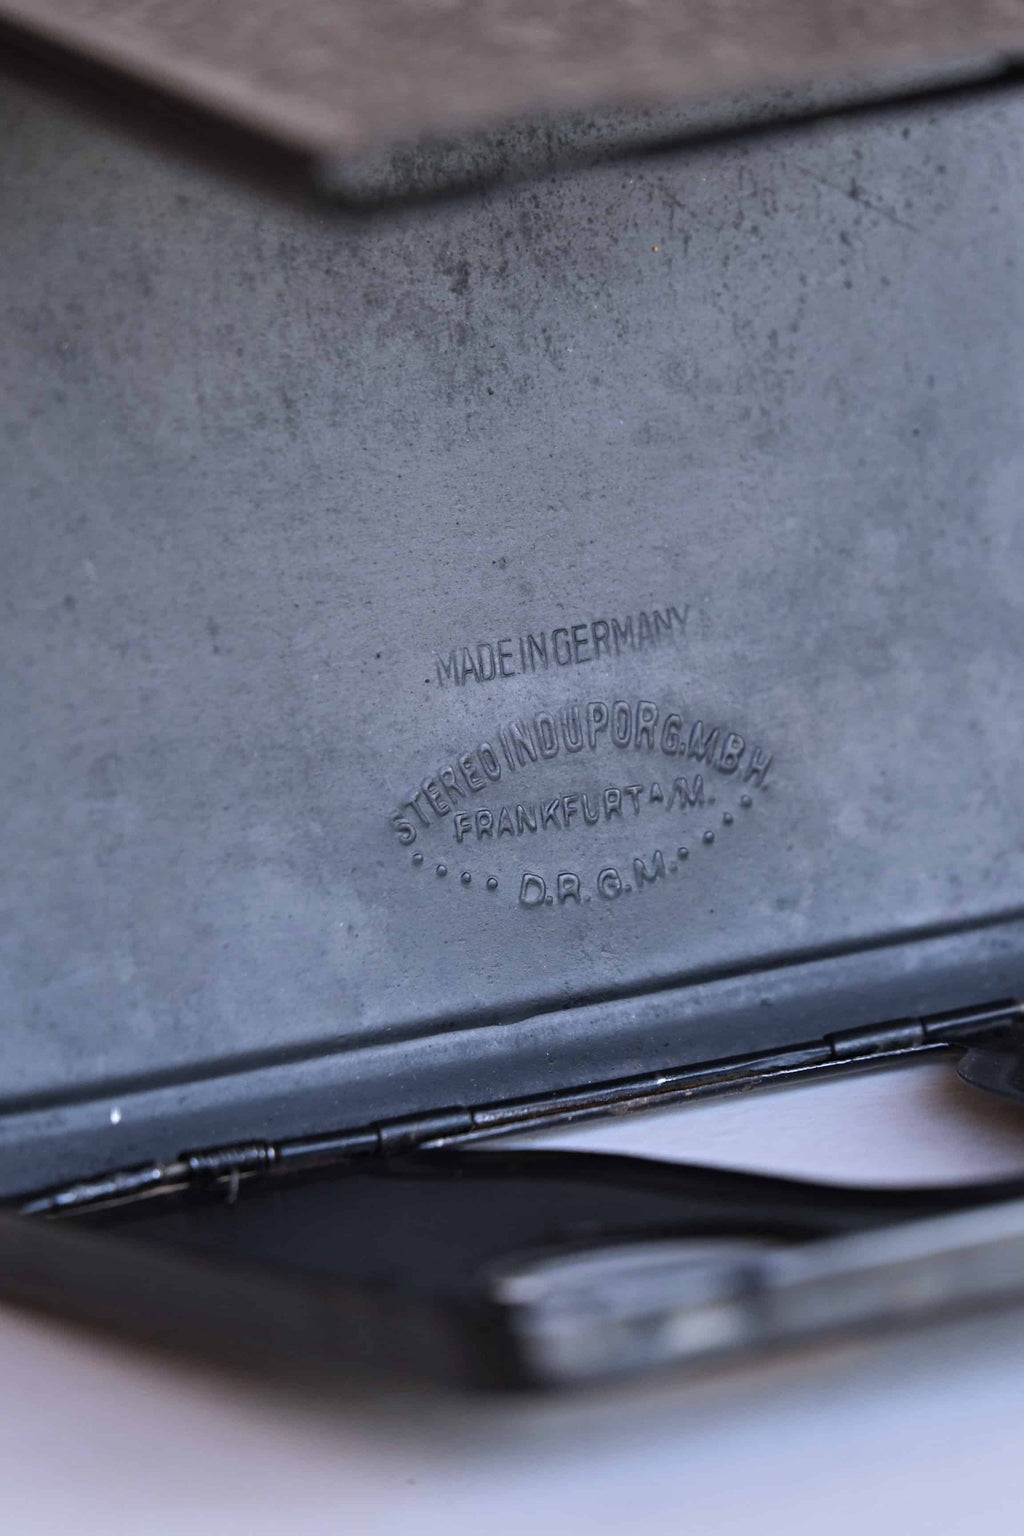 MADE IN GERMANY
STEREO INDUPOR G.M.B.H.
FRANKFURT A/M.
D.R.G.M.